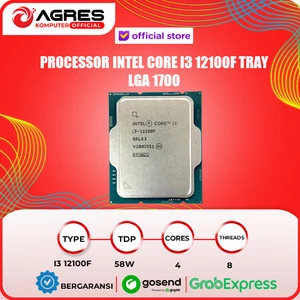 AGRES
KOMPUTER OFFICIAL
official store
PROCESSOR INTEL CORE I3 12100F TRAY
LGA 1700
INTEL® CORE™ i3
i3-12100F
SRL63
TYPE
TDP
CORES
THREADS
I3 12100F
58W
4
8
BERGARANSI
gosend
GrabExpress